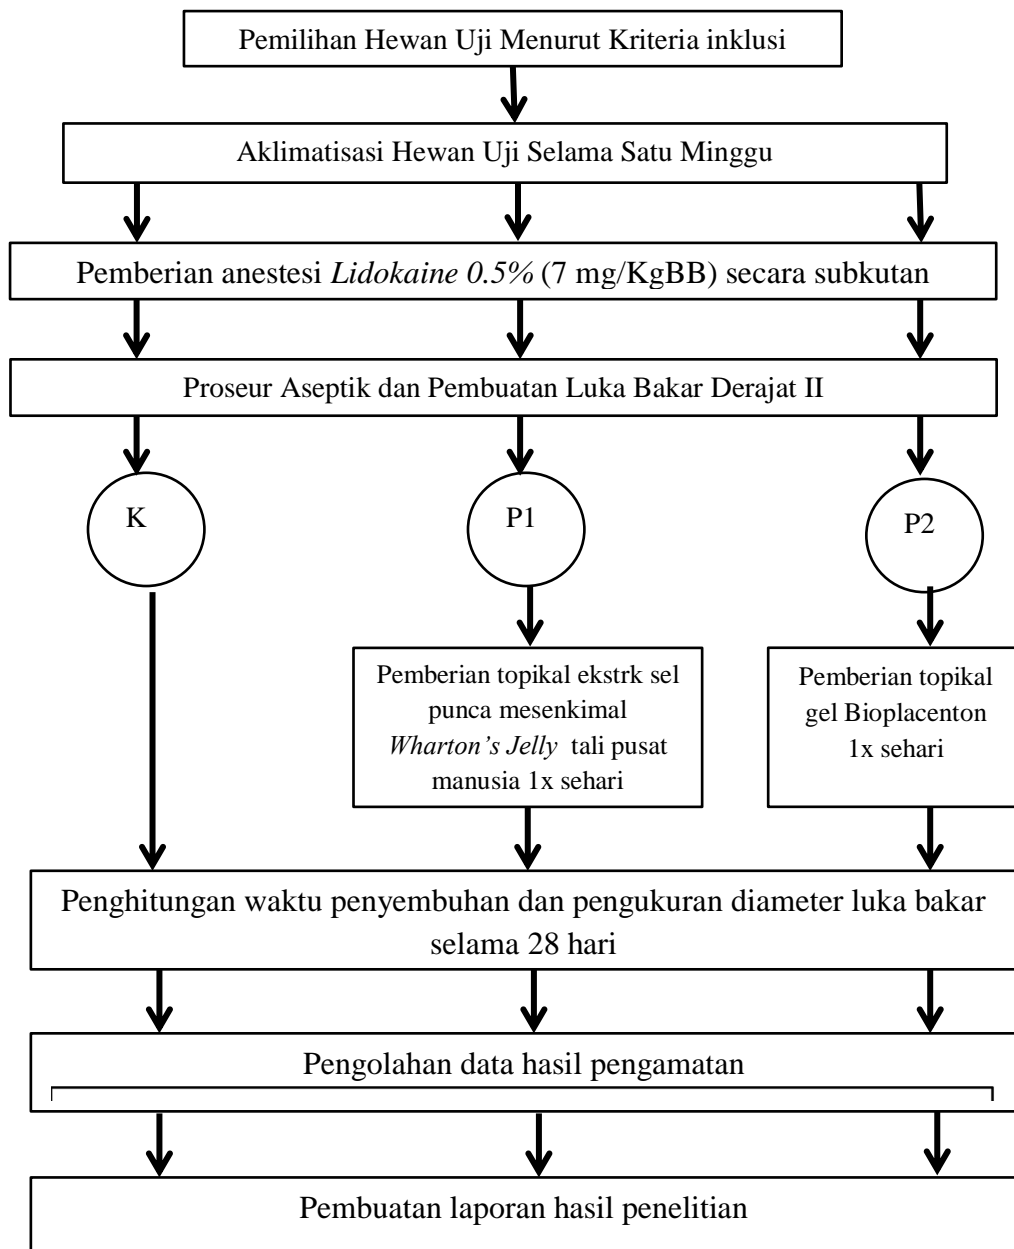 Pemilihan Hewan Uji Menurut Kriteria inklusi
Aklimatisasi Hewan Uji Selama Satu Minggu
Pemberian anestesi Lidokaine 0.5% (7 mg/KgBB) secara subkutan
Proseur Aseptik dan Pembuatan Luka Bakar Derajat II
K
P1
P2
Pemberian topikal ekstrk sel
punca mesenkimal
Wharton’s Jelly tali pusat
manusia 1x sehari
Pemberian topikal
gel Bioplacenton
1x sehari
Penghitungan waktu penyembuhan dan pengukuran diameter luka bakar
selama 28 hari
Pengolahan data hasil pengamatan
Pembuatan laporan hasil penelitian